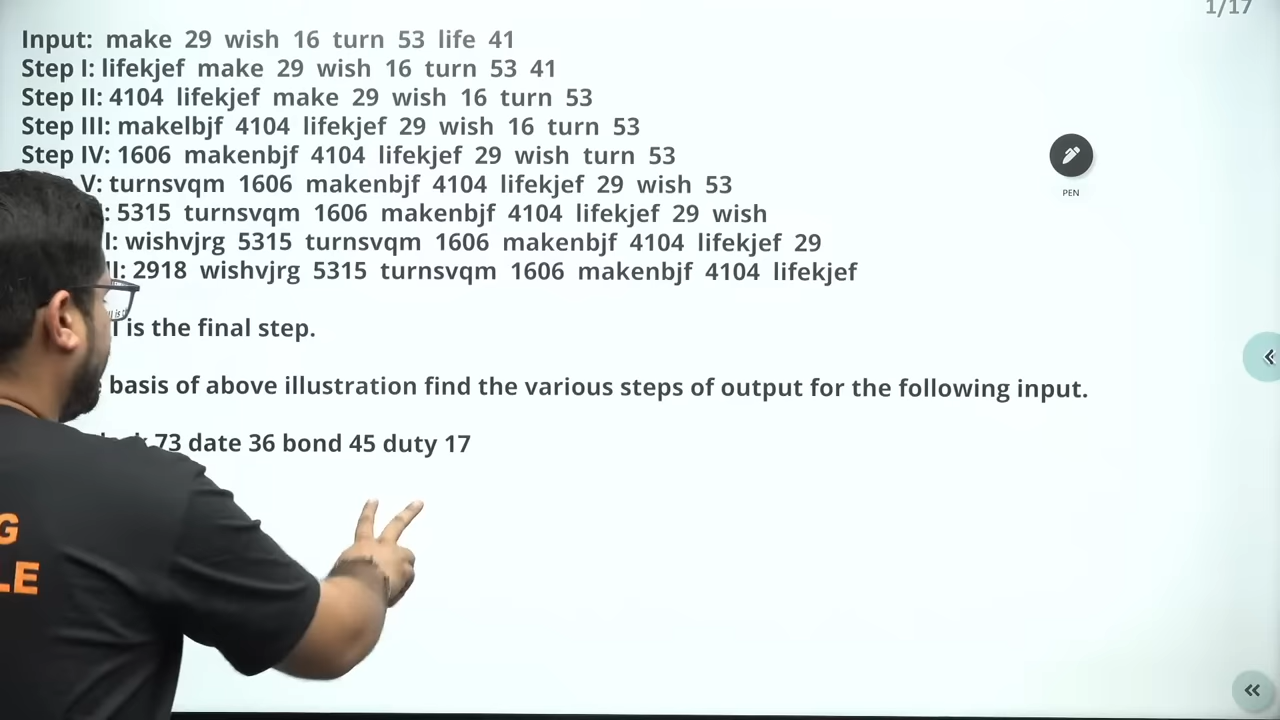 1/17
Input: make 29 wish 16 turn 53 life 41
Step I: lifekjef make 29 wish 16 turn 53 41
Step II: 4104 lifekjef make 29 wish 16 turn 53
Step III: makelbjf 4104 lifekjef 29 wish 16 turn 53
Step IV: 1606 makenbjf 4104 lifekjef 29 wish turn 53
V: turnsvqm 1606 makenbjf 4104 lifekjef 29 wish 53
: 5315 turnsvqm 1606 makenbjf 4104 lifekjef 29 wish
I: wishvjrg 5315 turnsvqm 1606 makenbjf 4104 lifekjef 29
II: 2918 wishvjrg 5315 turnsvqm 1606 makenbjf 4104 lifekjef
is the final step.
basis of above illustration find the various steps of output for the following input.
73 date 36 bond 45 duty 17
PEN
G
LE